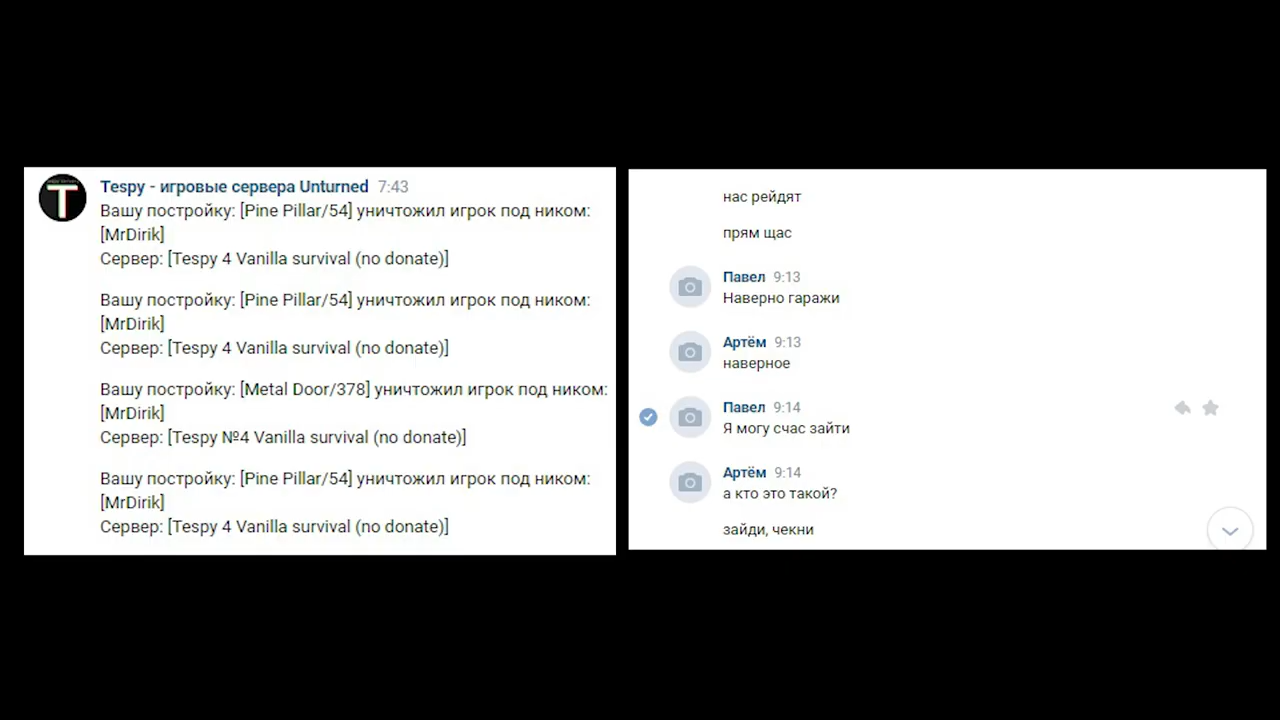 Tespy - игровые сервера Unturned 7:43
Вашу постройку: [Pine Pillar/54] уничтожил игрок под ником:
[MrDirik]
Сервер: [Tespy 4 Vanilla survival (no donate)]
Вашу постройку: [Pine Pillar/54] уничтожил игрок под ником:
[MrDirik]
Сервер: [Tespy 4 Vanilla survival (no donate)]
Вашу постройку: [Metal Door/378] уничтожил игрок под ником:
[MrDirik]
Сервер: [Tespy №4 Vanilla survival (no donate)]
Вашу постройку: [Pine Pillar/54] уничтожил игрок под ником:
[MrDirik]
Сервер: [Tespy 4 Vanilla survival (no donate)]
нас рейдят
прям щас
Павел 9:13
Наверно гаражи
Артём 9:13
наверное
Павел 9:14
Я могу счас зайти
Артём 9:14
а кто это такой?
зайди, чекни